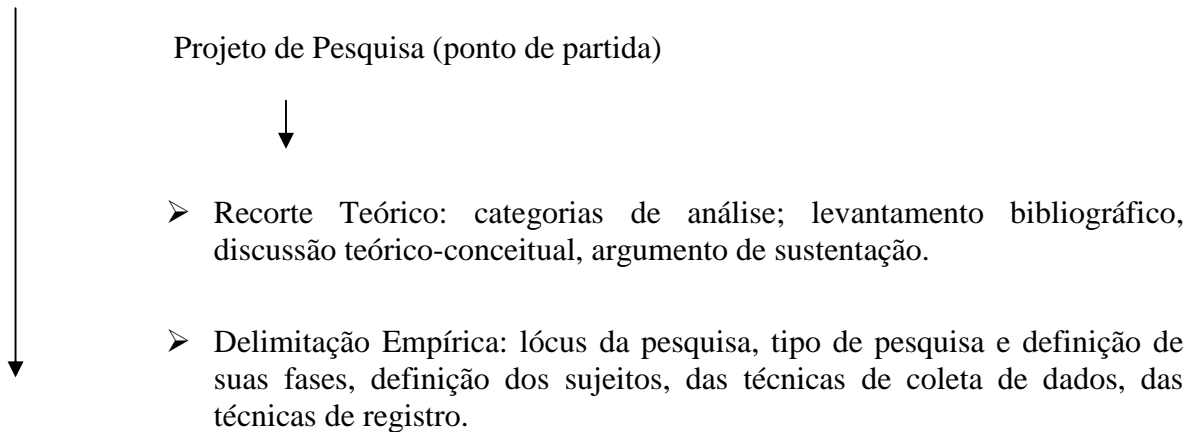 Projeto de Pesquisa (ponto de partida)
➢ Recorte Teórico: categorias de análise; levantamento bibliográfico,
discussão teórico-conceitual, argumento de sustentação.
➢ Delimitação Empírica: lócus da pesquisa, tipo de pesquisa e definição de
suas fases, definição dos sujeitos, das técnicas de coleta de dados, das
técnicas de registro.